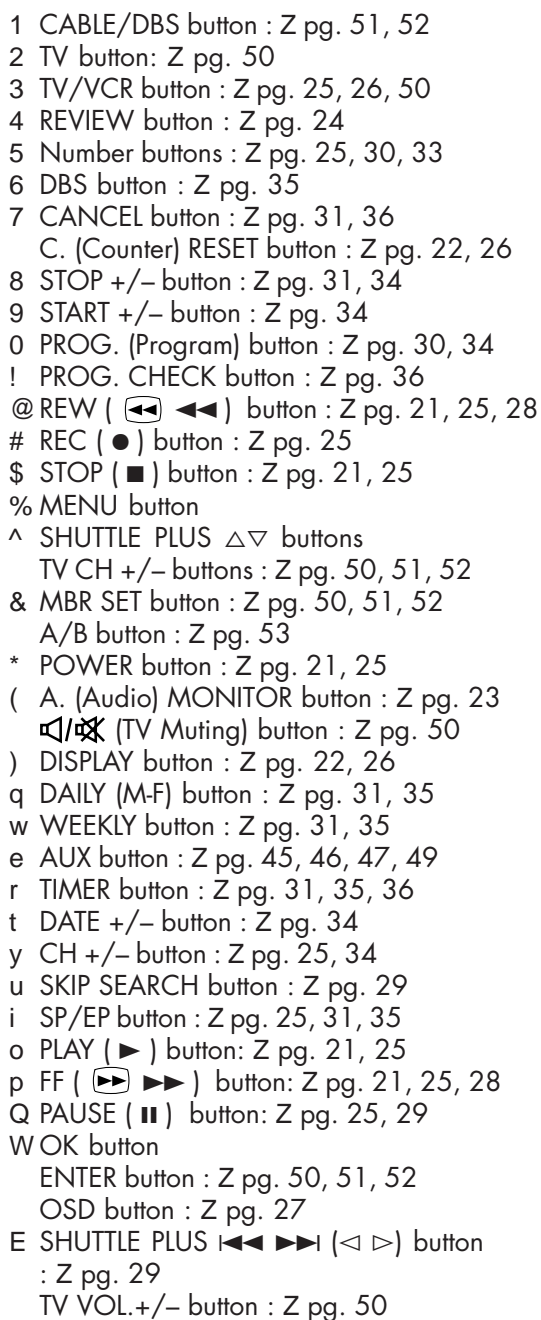 1 CABLE/DBS button : Z pg. 51, 52
2 TV button: Z pg. 50
3 TV/VCR button : Z pg. 25, 26, 50
4 REVIEW button : Z pg. 24
5 Number buttons : Z pg. 25, 30, 33
6 DBS button : Z pg. 35
7 CANCEL button : Z pg. 31, 36
C. (Counter) RESET button : Z pg. 22, 26
8 STOP +/– button : Z pg. 31, 34
9 START +/– button : Z pg. 34
0 PROG. (Program) button : Z pg. 30, 34
! PROG. CHECK button : Z pg. 36
@ REW ( ◀◀ ◀◀ ) button : Z pg. 21, 25, 28
# REC ( ● ) button : Z pg. 25
$ STOP ( ■ ) button : Z pg. 21, 25
% MENU button
^ SHUTTLE PLUS △▽ buttons
TV CH +/– buttons : Z pg. 50, 51, 52
& MBR SET button : Z pg. 50, 51, 52
A/B button : Z pg. 53
* POWER button : Z pg. 21, 25
( A. (Audio) MONITOR button : Z pg. 23
🔈/🔇 (TV Muting) button : Z pg. 50
) DISPLAY button : Z pg. 22, 26
q DAILY (M-F) button : Z pg. 31, 35
w WEEKLY button : Z pg. 31, 35
e AUX button : Z pg. 45, 46, 47, 49
r TIMER button : Z pg. 31, 35, 36
t DATE +/– button : Z pg. 34
y CH +/– button : Z pg. 25, 34
u SKIP SEARCH button : Z pg. 29
i SP/EP button : Z pg. 25, 31, 35
o PLAY ( ► ) button: Z pg. 21, 25
p FF ( ►► ►► ) button: Z pg. 21, 25, 28
Q PAUSE ( ⏸ ) button: Z pg. 25, 29
W OK button
ENTER button : Z pg. 50, 51, 52
OSD button : Z pg. 27
E SHUTTLE PLUS I◀◀ ►►I (◁ ▷) button
: Z pg. 29
TV VOL.+/– button : Z pg. 50